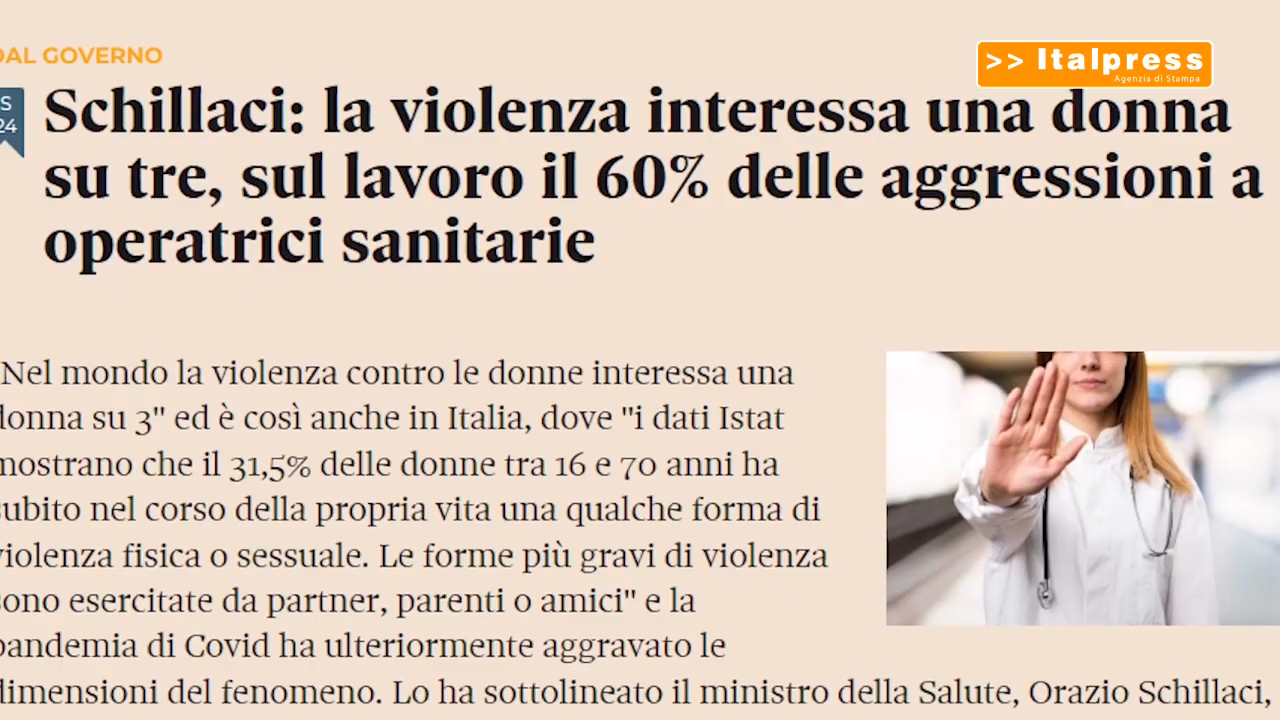 DAL GOVERNO
>> Italpress
Agenzia di Stampa
S
24
Schillaci: la violenza interessa una donna
su tre, sul lavoro il 60% delle aggressioni a
operatrici sanitarie
Nel mondo la violenza contro le donne interessa una
donna su 3" ed è così anche in Italia, dove "i dati Istat
mostrano che il 31,5% delle donne tra 16 e 70 anni ha
subito nel corso della propria vita una qualche forma di
violenza fisica o sessuale. Le forme più gravi di violenza
sono esercitate da partner, parenti o amici" e la
pandemia di Covid ha ulteriormente aggravato le
dimensioni del fenomeno. Lo ha sottolineato il ministro della Salute, Orazio Schillaci,